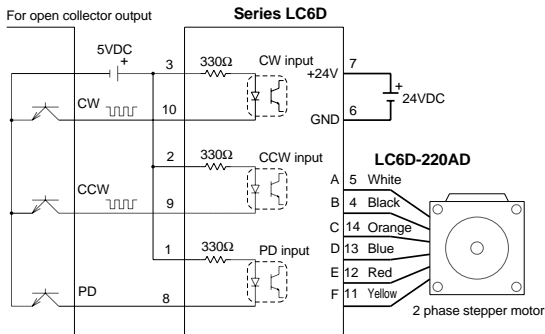 For open collector output
Series LC6D
5VDC
+
3
330Ω
CW input
+24V
7
CW
10
GND
6
+
24VDC
2
330Ω
CCW input
LC6D-220AD
A 5 White
B 4 Black
CCW
9
C 14 Orange
D 13 Blue
1
330Ω
PD input
E 12 Red
F 11 Yellow
PD
8
2 phase stepper motor